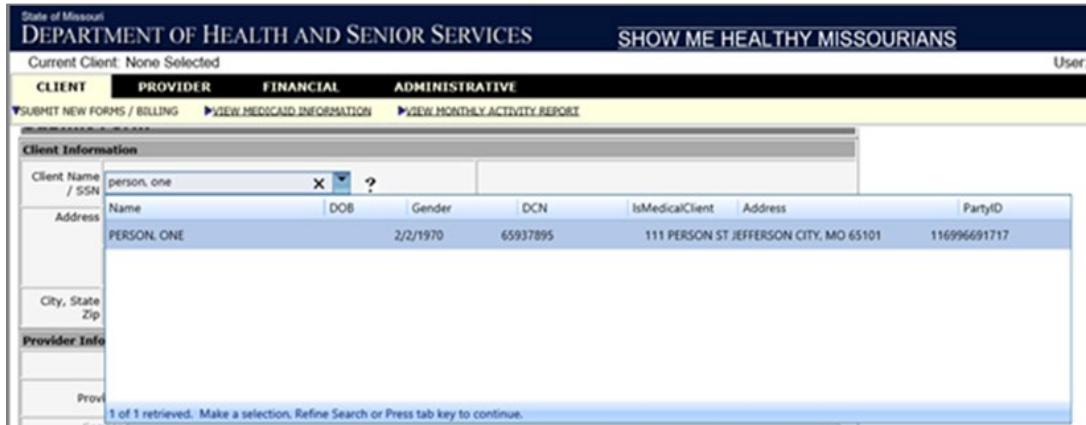 State of Missouri
DEPARTMENT OF HEALTH AND SENIOR SERVICES SHOW ME HEALTHY MISSOURIANS
Current Client: None Selected User:
CLIENT PROVIDER FINANCIAL ADMINISTRATIVE
▼SUBMIT NEW FORMS / BILLING ▶VIEW MEDICAID INFORMATION ▶VIEW MONTHLY ACTIVITY REPORT
Client Information
Client Name / SSN person, one X ?
Address
Name DOB Gender DCN IsMedicalClient Address PartyID
PERSON, ONE 2/2/1970 65937895 111 PERSON ST JEFFERSON CITY, MO 65101 116996691717
City, State
Zip
Provider Info
Provi
1 of 1 retrieved. Make a selection, Refine Search or Press tab key to continue.